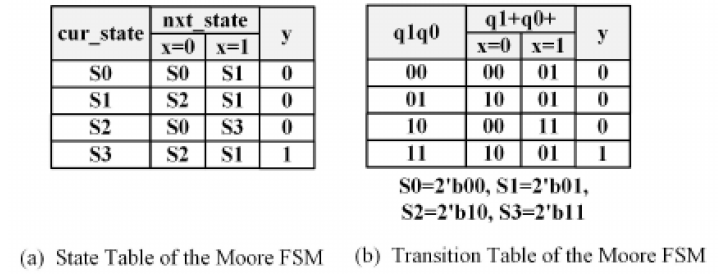 cur_state nxt_state y
x=0 x=1
S0 S0 S1 0
S1 S2 S1 0
S2 S0 S3 0
S3 S2 S1 1
(a) State Table of the Moore FSM
q1q0 q1+q0+ y
x=0 x=1
00 00 01 0
01 10 01 0
10 00 11 0
11 10 01 1
S0=2'b00, S1=2'b01,
S2=2'b10, S3=2'b11
(b) Transition Table of the Moore FSM